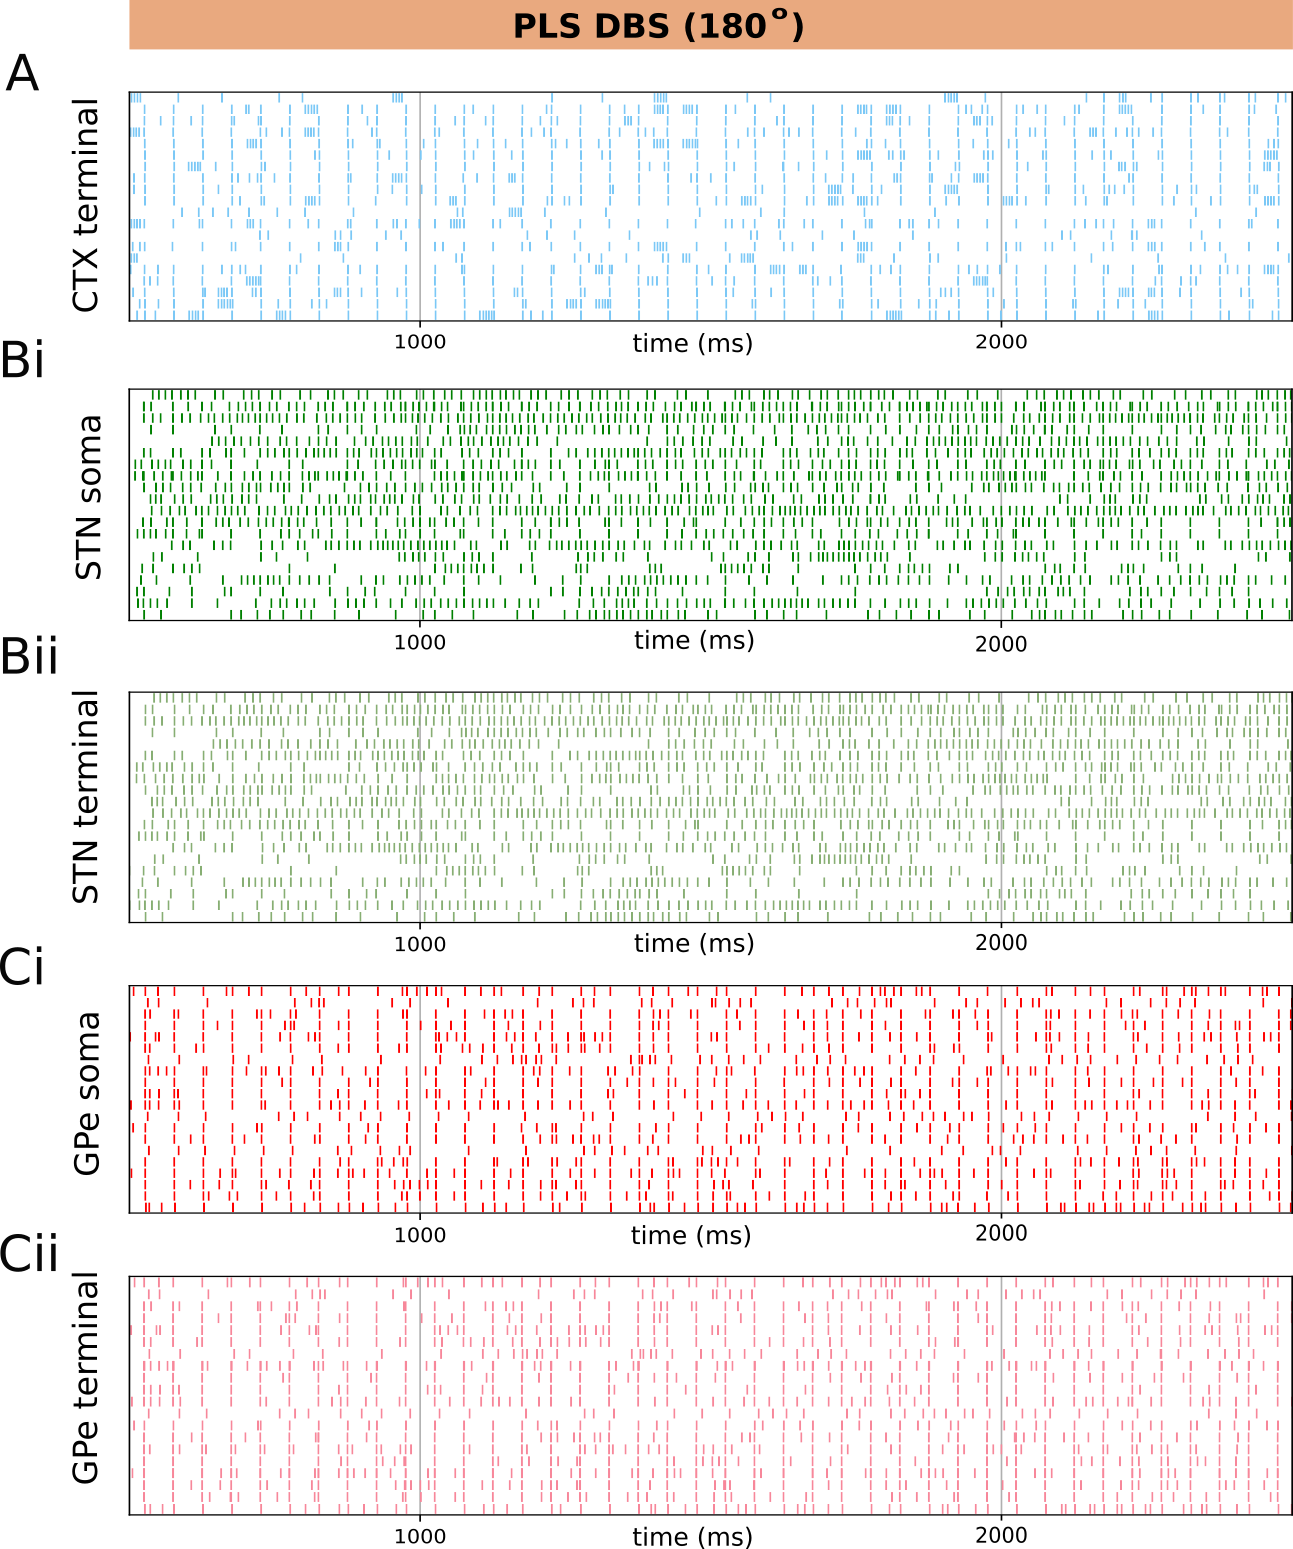 PLS DBS (180°)
A
CTX terminal
1000
time (ms)
2000
Bi
STN soma
1000
time (ms)
2000
Bii
STN terminal
1000
time (ms)
2000
Ci
GPe soma
1000
time (ms)
2000
Cii
GPe terminal
1000
time (ms)
2000